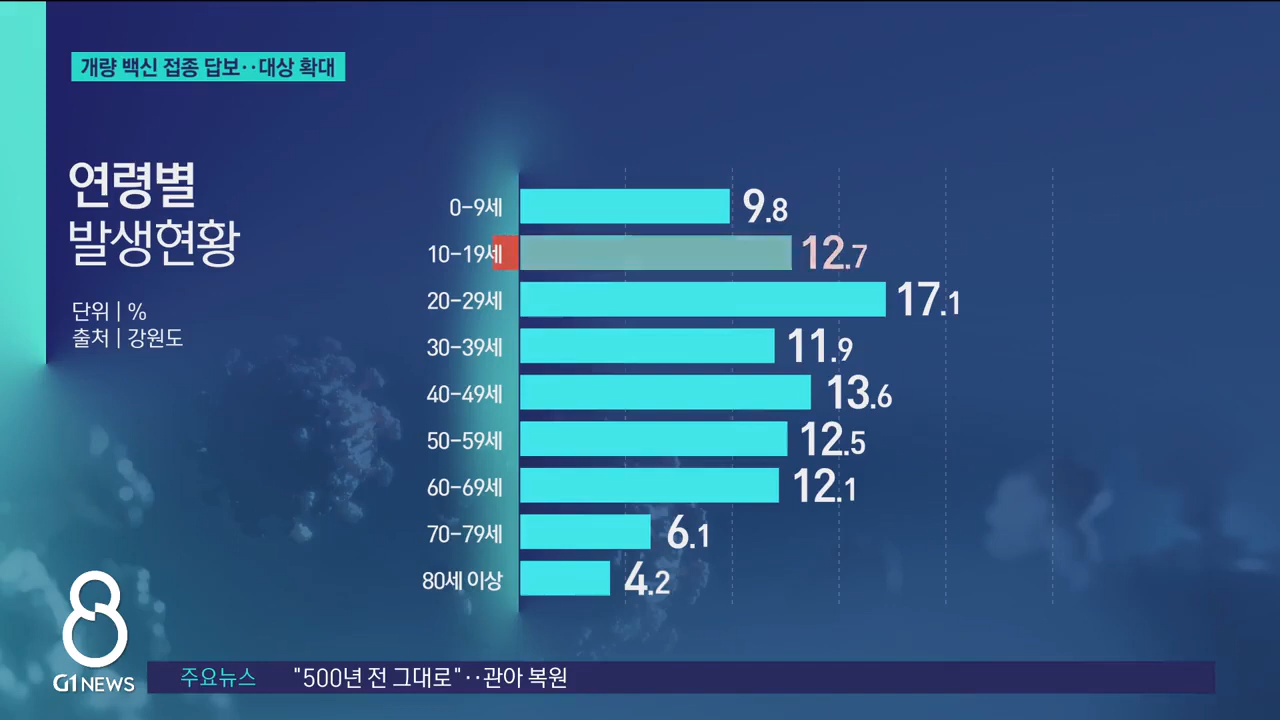 개량 백신 접종 답보··대상 확대
연령별
발생현황
단위 | %
출처 | 강원도
0-9세 9.8
10-19세 12.7
20-29세 17.1
30-39세 11.9
40-49세 13.6
50-59세 12.5
60-69세 12.1
70-79세 6.1
80세 이상 4.2
8
G1 NEWS
주요뉴스 "500년 전 그대로"··관아 복원